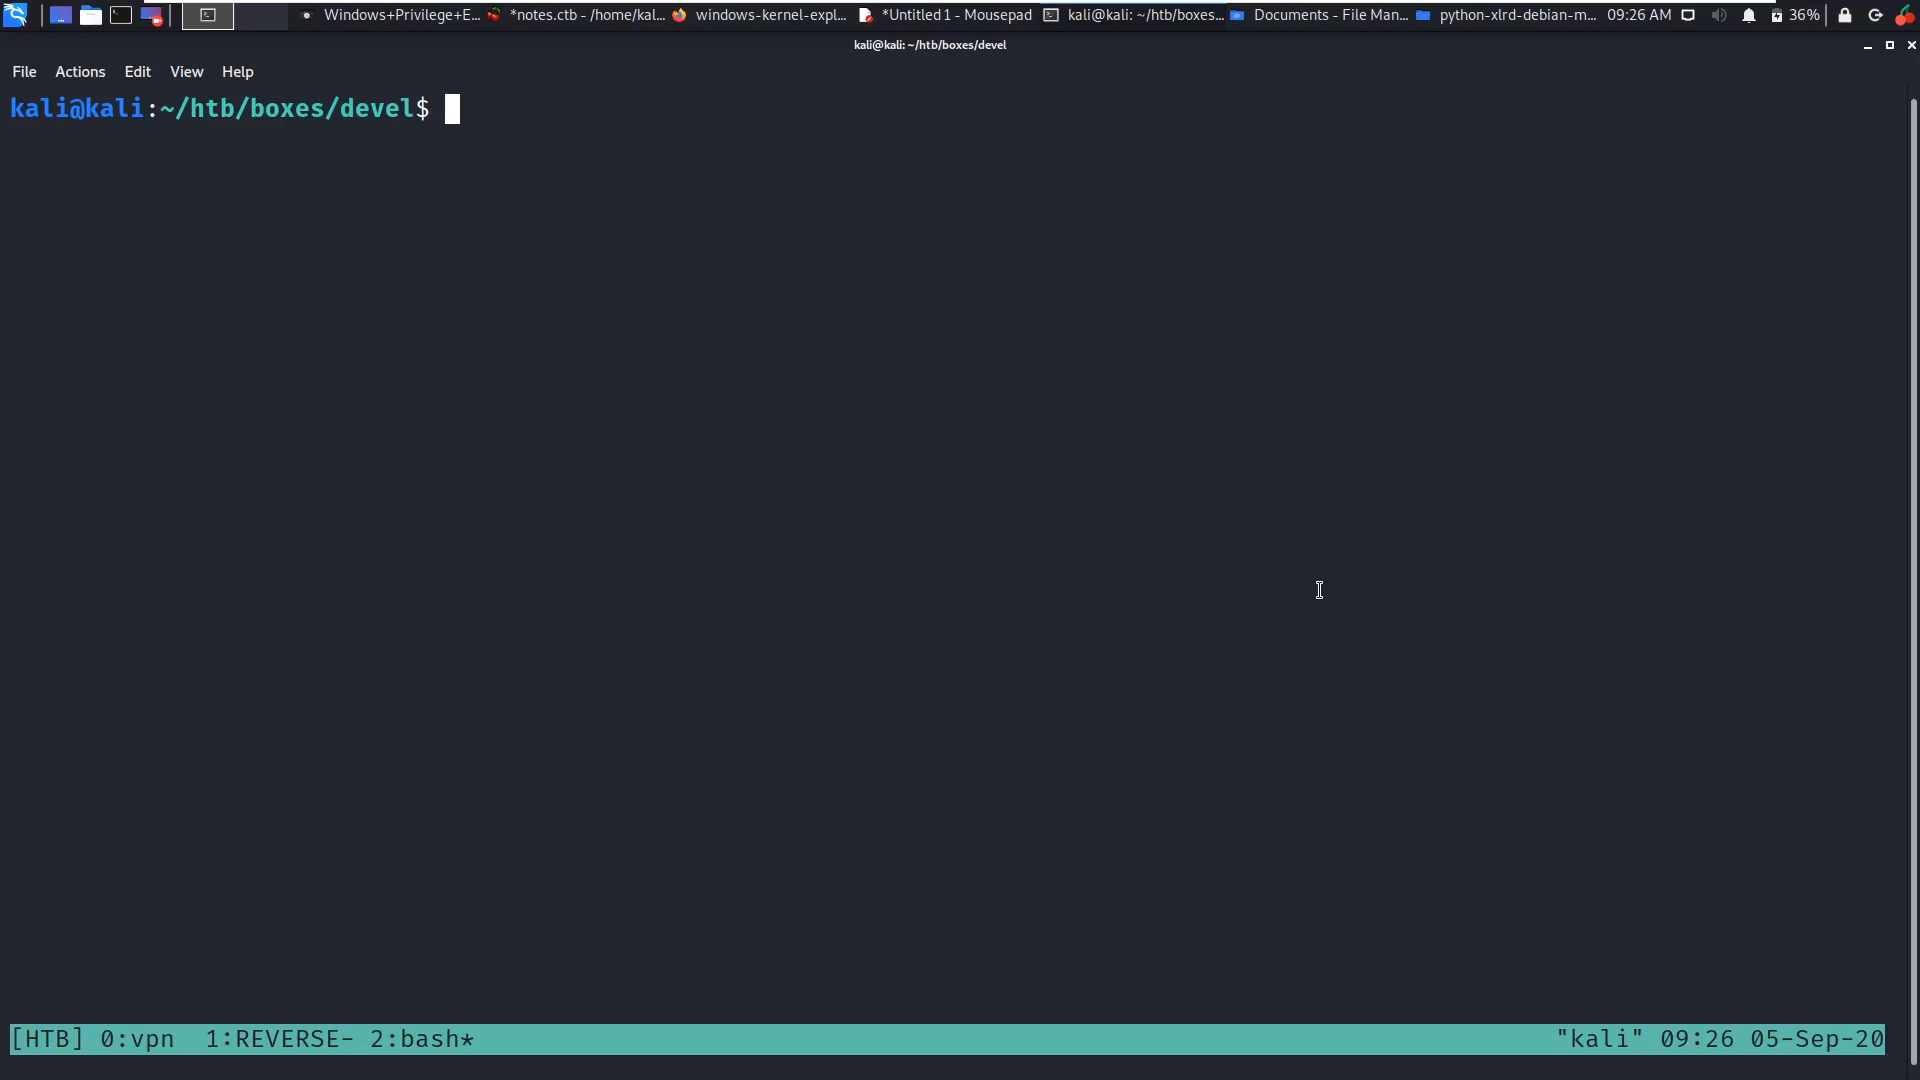 Windows+Privilege+E... *notes.ctb - /home/kal... windows-kernel-expl... *Untitled 1 - Mousepad kali@kali: ~/htb/boxes... Documents - File Man... python-xlrd-debian-m... 09:26 AM 36%
kali@kali: ~/htb/boxes/devel
File Actions Edit View Help
kali@kali:~/htb/boxes/devel$
[HTB] 0:vpn 1:REVERSE- 2:bash* "kali" 09:26 05-Sep-20